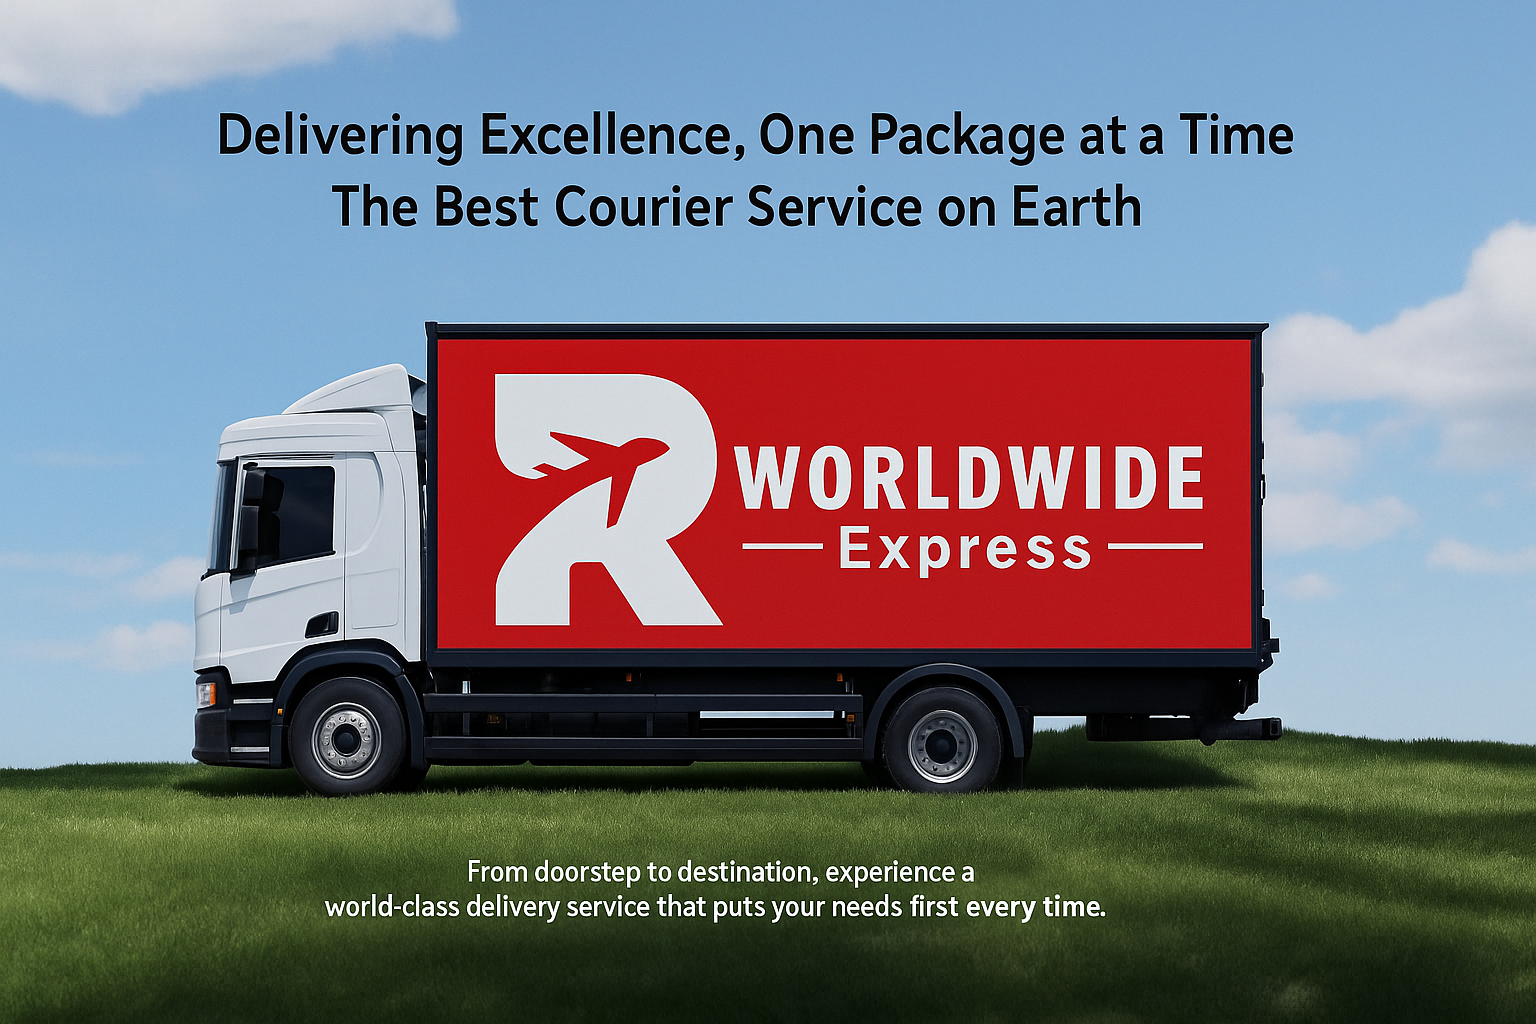 Delivering Excellence, One Package at a Time
The Best Courier Service on Earth
R WORLDWIDE
Express
From doorstep to destination, experience a
world-class delivery service that puts your needs first every time.